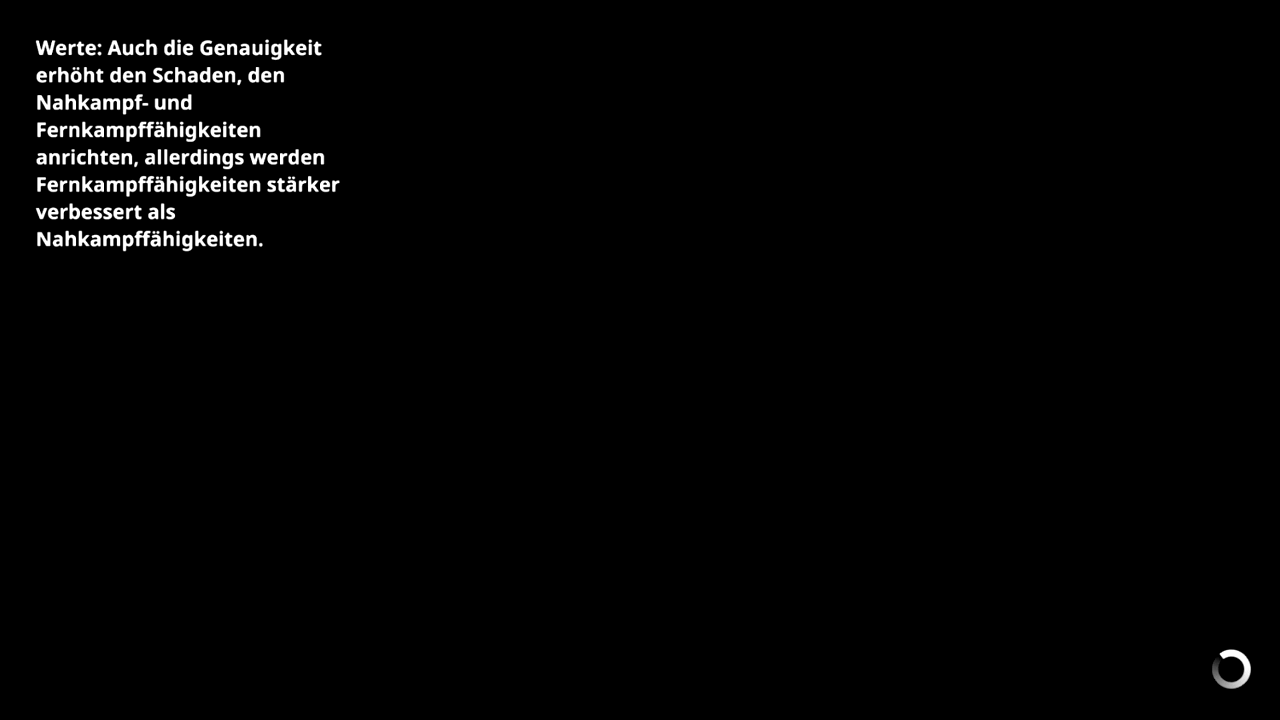 Werte: Auch die Genauigkeit
erhöht den Schaden, den
Nahkampf- und
Fernkampffähigkeiten
anrichten, allerdings werden
Fernkampffähigkeiten stärker
verbessert als
Nahkampffähigkeiten.